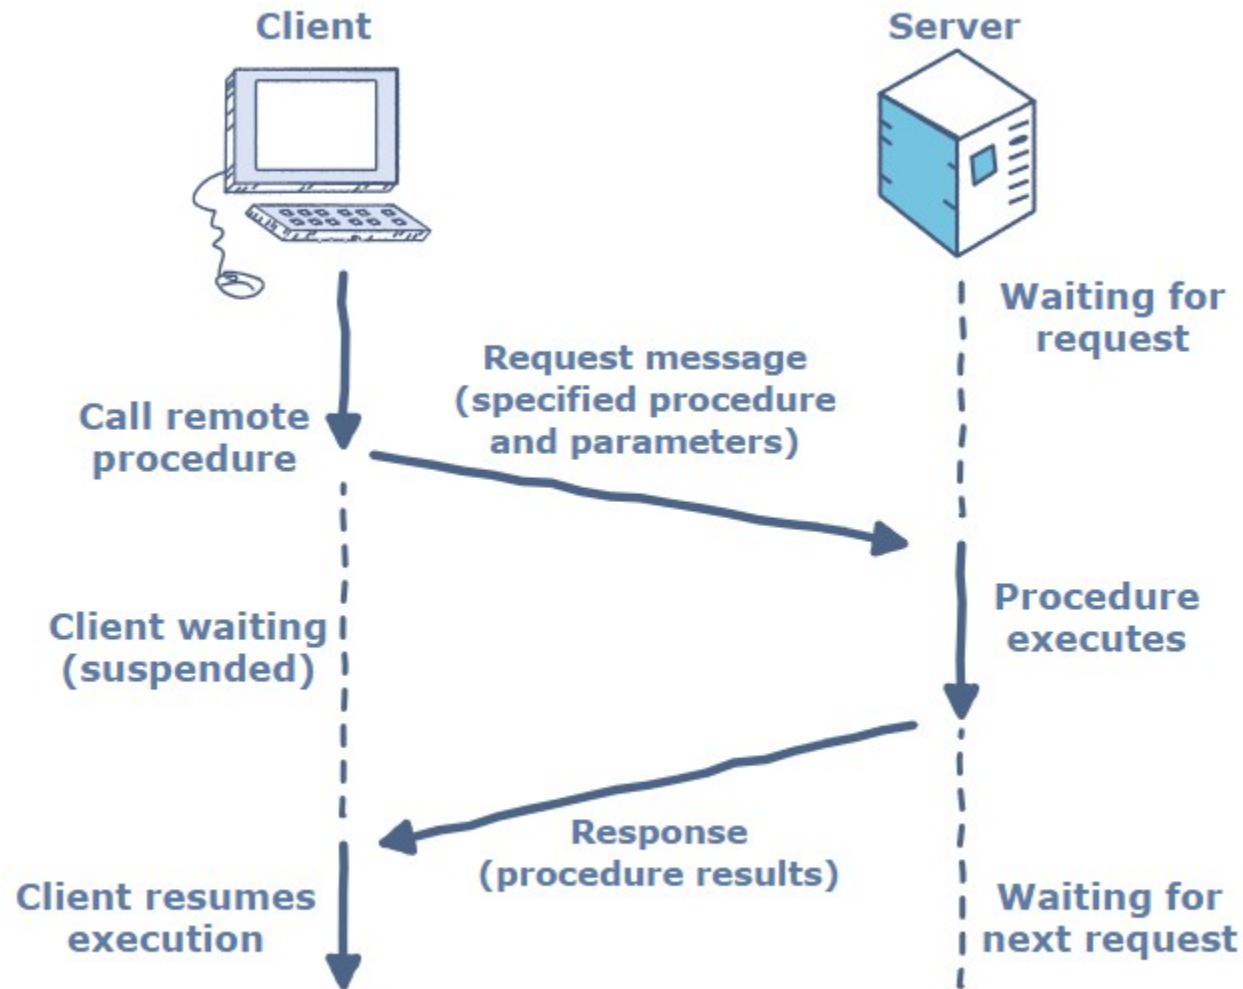 Client
Server
Waiting for
request
Request message
(specified procedure
and parameters)
Call remote
procedure
Procedure
executes
Client waiting
(suspended)
Response
(procedure results)
Client resumes
execution
Waiting for
next request